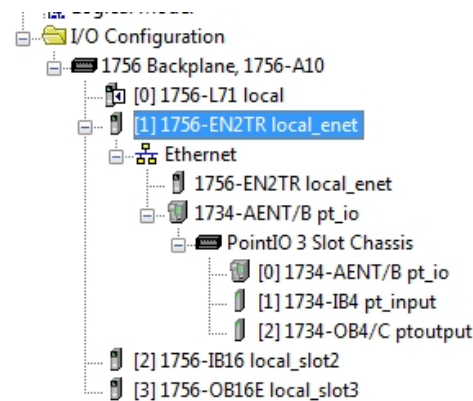 I/O Configuration
1756 Backplane, 1756-A10
[0] 1756-L71 local
[1] 1756-EN2TR local_enet
Ethernet
1756-EN2TR local_enet
1734-AENT/B pt_io
PointIO 3 Slot Chassis
[0] 1734-AENT/B pt_io
[1] 1734-IB4 pt_input
[2] 1734-OB4/C ptoutput
[2] 1756-IB16 local_slot2
[3] 1756-OB16E local_slot3